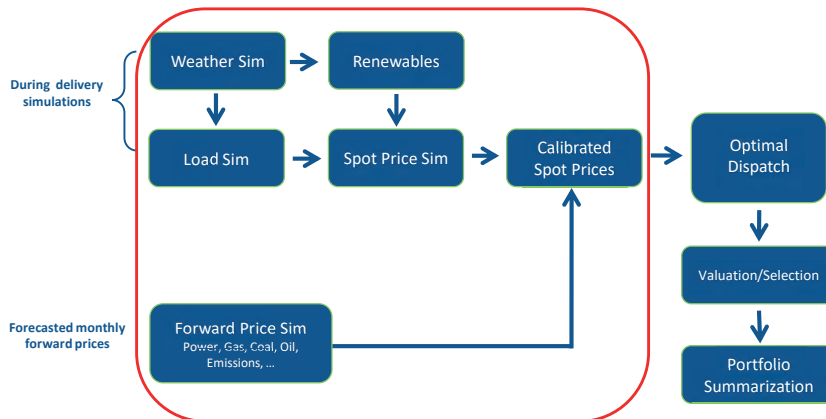 During delivery
simulations
Weather Sim
Renewables
Load Sim
Spot Price Sim
Calibrated
Spot Prices
Optimal
Dispatch
Valuation/Selection
Forecasted monthly
forward prices
Forward Price Sim
Power, Gas, Coal, Oil,
Emissions, ...
Portfolio
Summarization